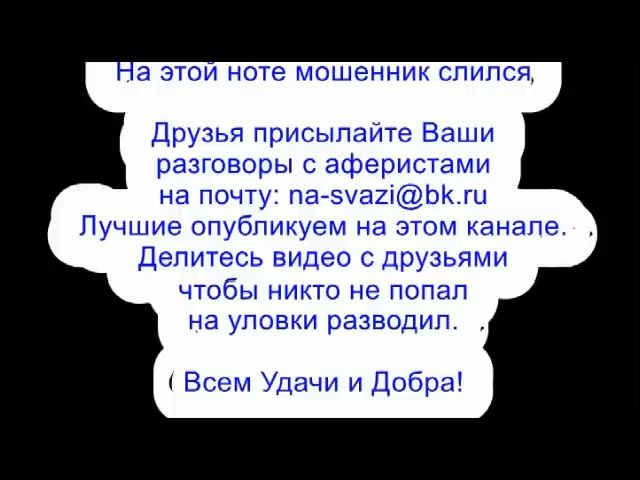 На этой ноте мошенник слился
Друзья присылайте Ваши
разговоры с аферистами
на почту: na-svazi@bk.ru
Лучшие опубликуем на этом канале.
Делитесь видео с друзьями
чтобы никто не попал
на уловки разводил.
Всем Удачи и Добра!